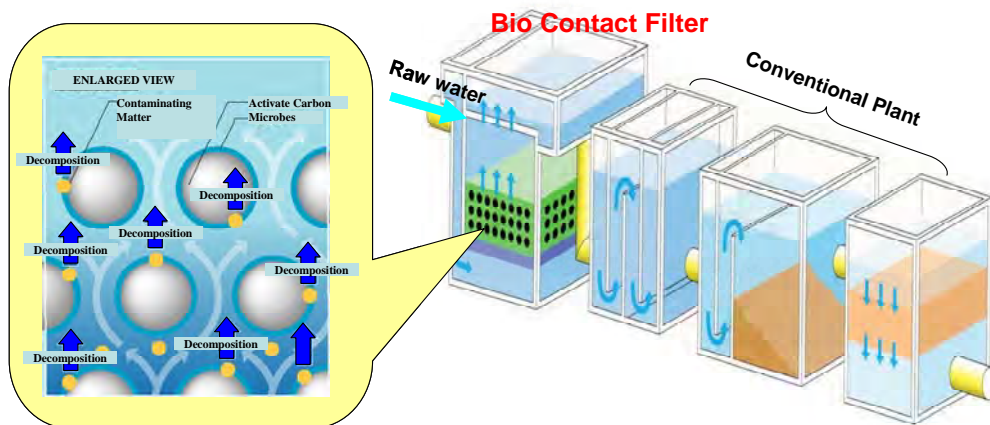 Bio Contact Filter
Raw water
Conventional Plant
ENLARGED VIEW
Contaminating
Matter
Activate Carbon
Microbes
Decomposition
Decomposition
Decomposition
Decomposition
Decomposition
Decomposition
Decomposition